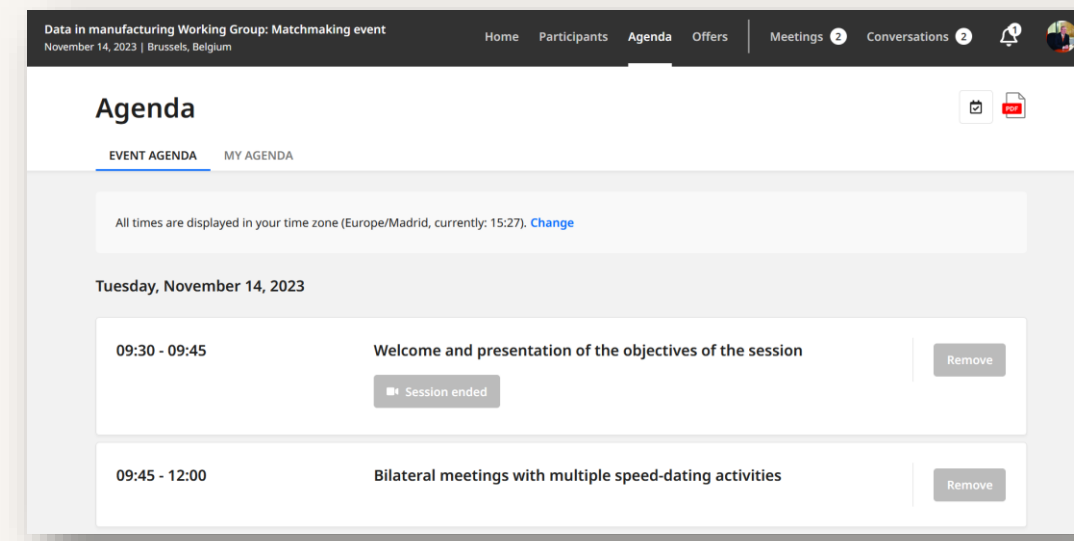 Data in manufacturing Working Group: Matchmaking event
November 14, 2023 | Brussels, Belgium
Home Participants Agenda Offers Meetings 2 Conversations 2 1
Agenda
PDF
EVENT AGENDA MY AGENDA
All times are displayed in your time zone (Europe/Madrid, currently: 15:27). Change
Tuesday, November 14, 2023
09:30 - 09:45 Welcome and presentation of the objectives of the session Remove
Session ended
09:45 - 12:00 Bilateral meetings with multiple speed-dating activities Remove